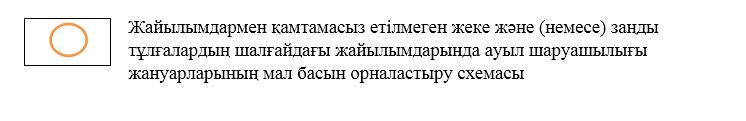 Жайылымдармен қамтамасыз етілмеген жеке және (немесе) заңды
тұлғалардың шалғайдағы жайылымдарында ауыл шаруашылығы
жануарларының мал басын орналастыру схемасы